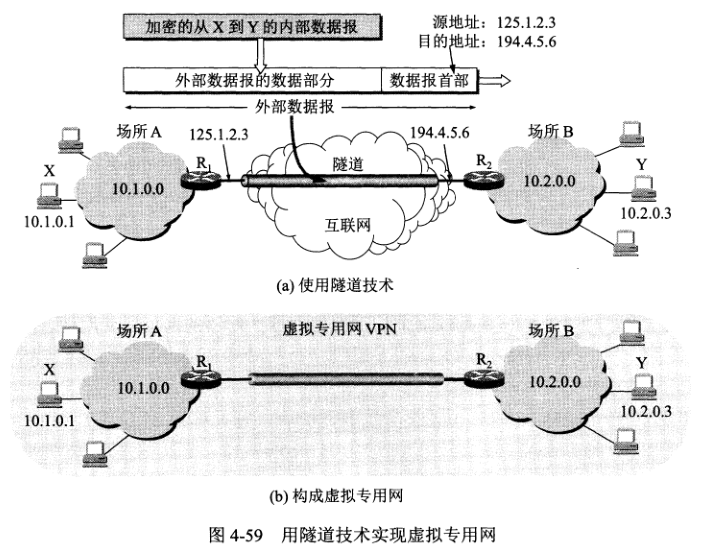 加密的从 X 到 Y 的内部数据报
源地址：125.1.2.3
目的地址：194.4.5.6
外部数据报的数据部分
数据报首部
外部数据报
场所 A
125.1.2.3
194.4.5.6
场所 B
X
R1
隧道
R2
Y
10.1.0.0
10.2.0.0
10.1.0.1
互联网
10.2.0.3
(a) 使用隧道技术
场所 A
虚拟专用网 VPN
场所 B
X
R1
R2
Y
10.1.0.0
10.2.0.0
10.1.0.1
10.2.0.3
(b) 构成虚拟专用网
图 4-59 用隧道技术实现虚拟专用网